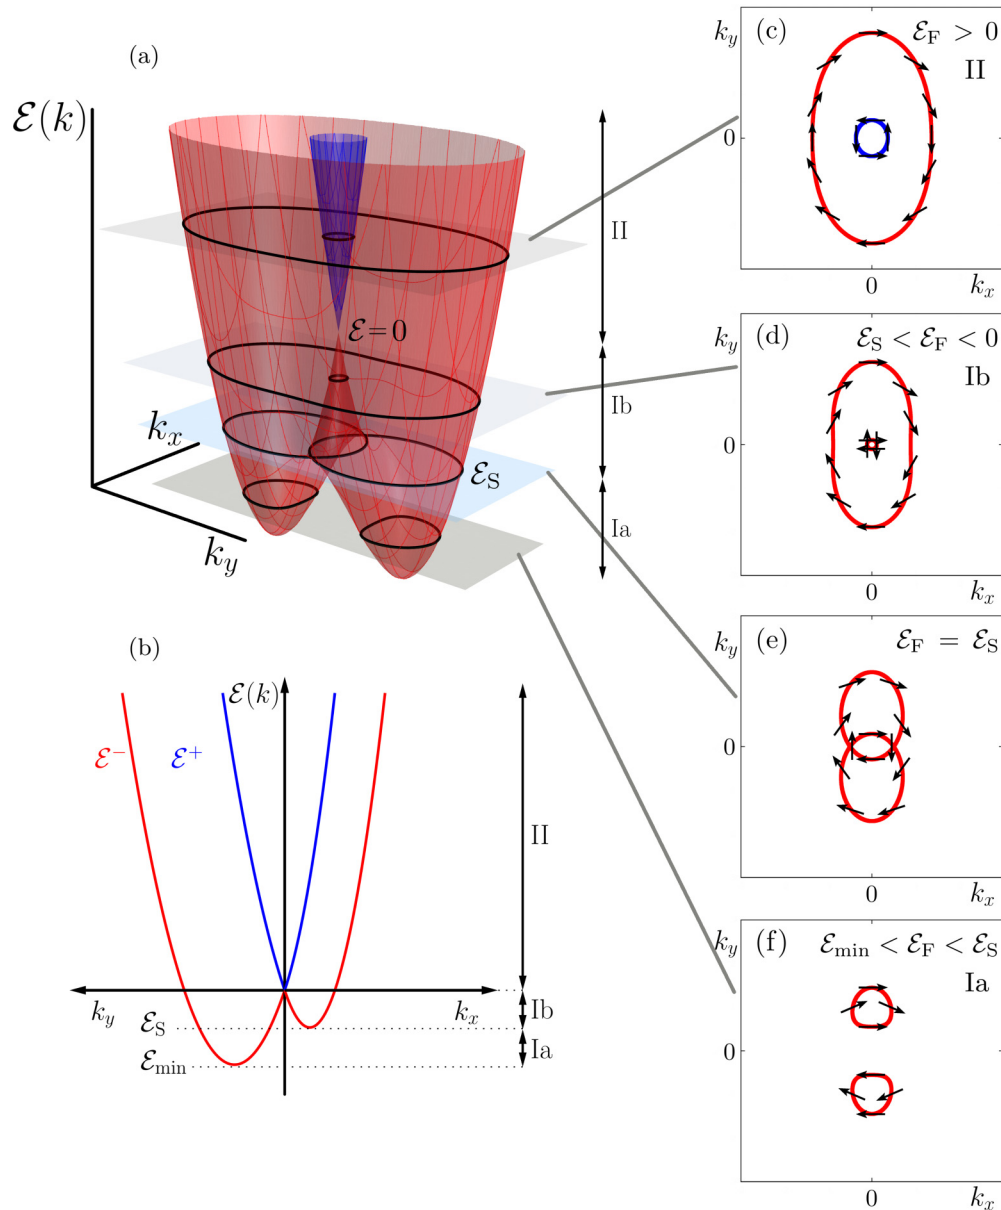 (a)
ℰ(k)
ℰ=0
k_x
ℰ_S
k_y
II
Ib
Ia
(b)
ℰ(k)
ℰ⁻
ℰ⁺
II
k_y
k_x
Ib
ℰ_S
Ia
ℰ_min
k_y
(c)
ℰ_F > 0
II
0
0
k_x
k_y
(d)
ℰ_S < ℰ_F < 0
Ib
0
0
k_x
k_y
(e)
ℰ_F = ℰ_S
0
0
k_x
k_y
(f)
ℰ_min < ℰ_F < ℰ_S
Ia
0
0
k_x